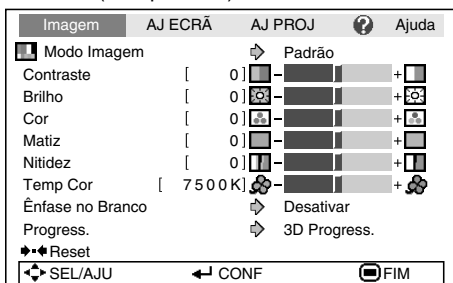 Imagem AJ ECRÃ AJ PROJ ? Ajuda
Modo Imagem Padrão
Contraste [ 0] - +
Brilho [ 0] - +
Cor [ 0] - +
Matiz [ 0] - +
Nitidez [ 0] - +
Temp Cor [ 7500K] - +
Ênfase no Branco Desativar
Progress. 3D Progress.
Reset
SEL/AJU CONF FIM